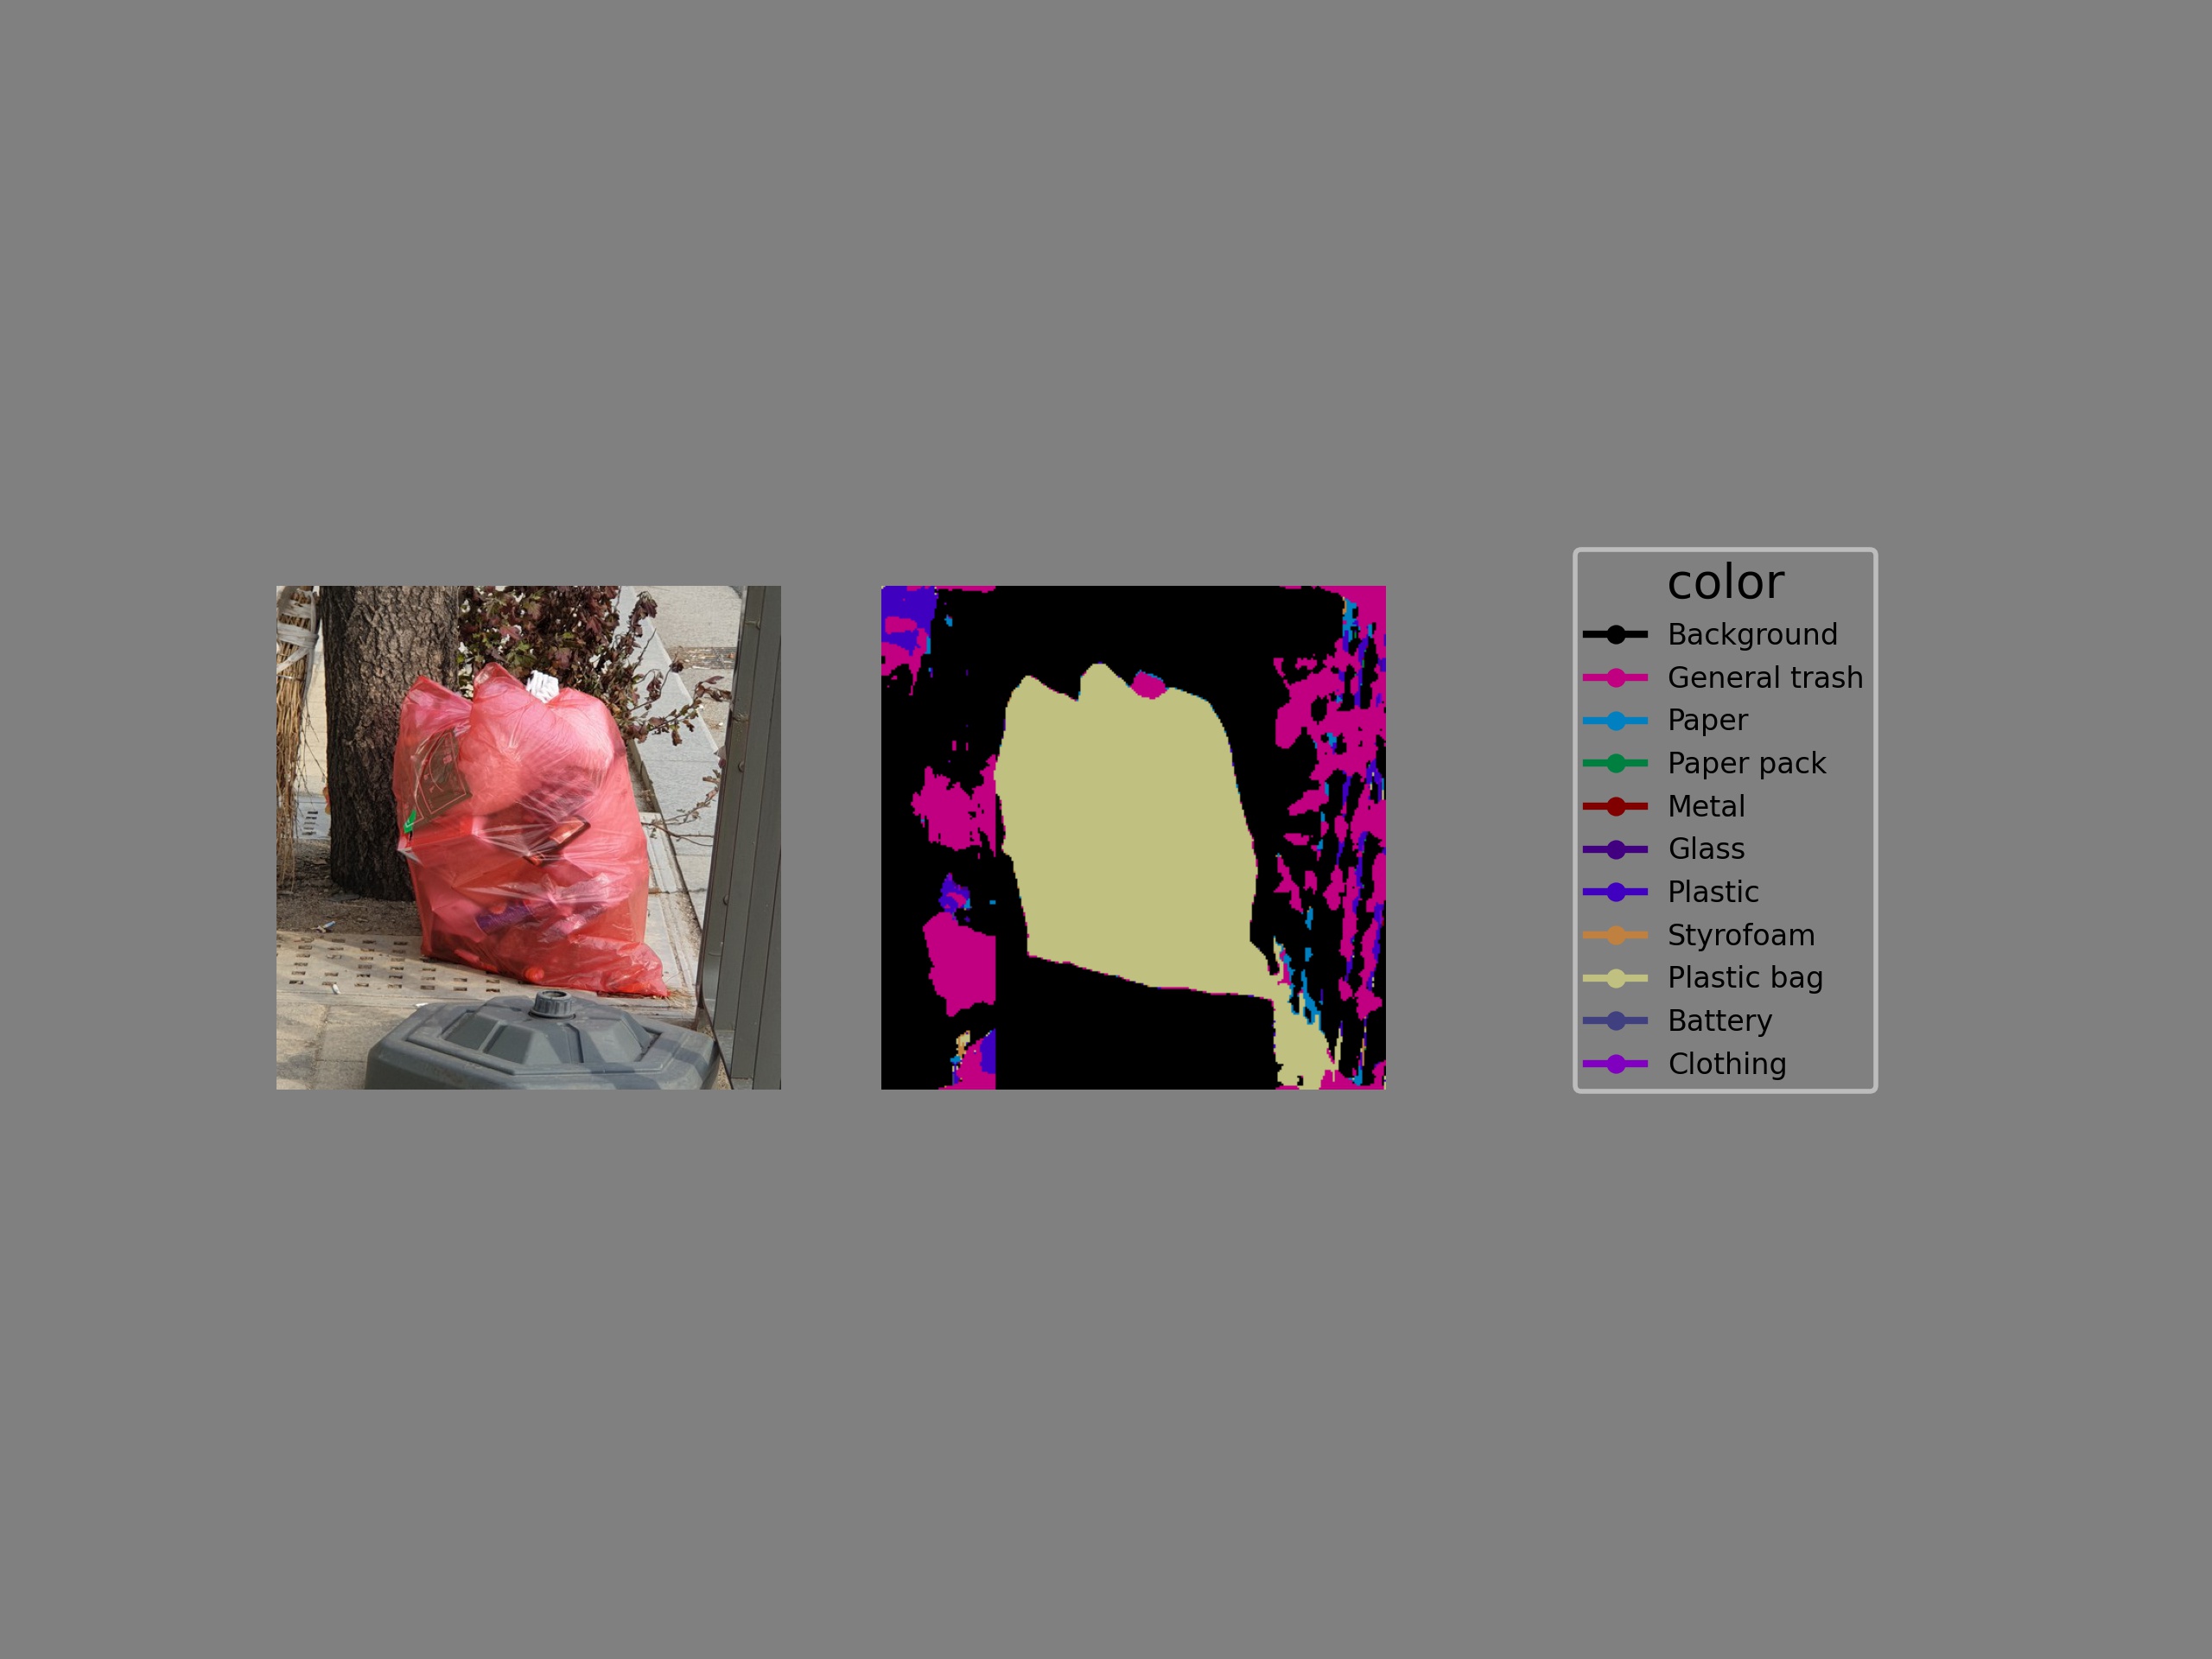 color
Background
General trash
Paper
Paper pack
Metal
Glass
Plastic
Styrofoam
Plastic bag
Battery
Clothing